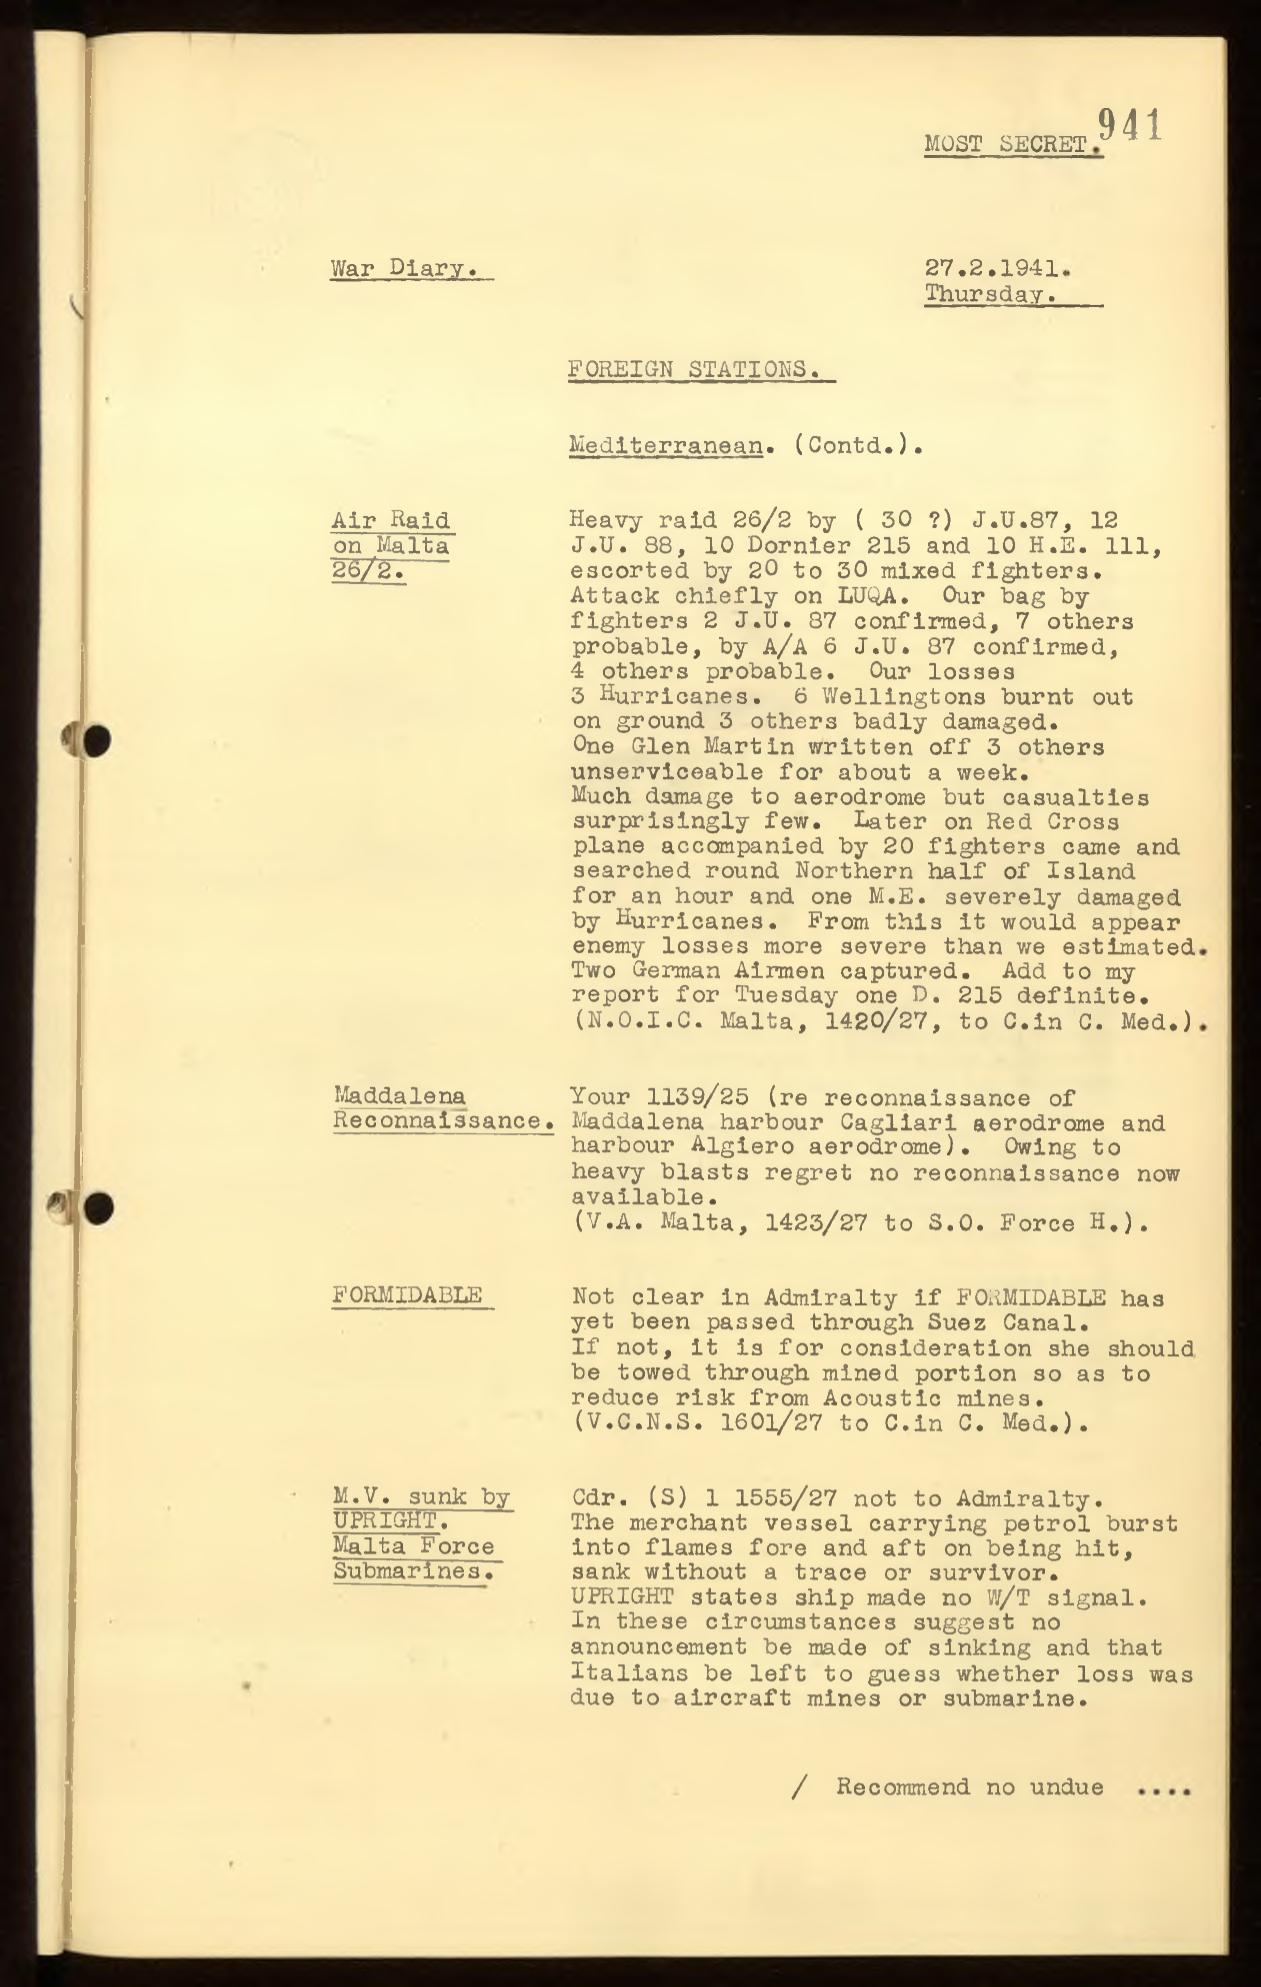 941
MOST SECRET.
War Diary.
27.2.1941.
Thursday.
FOREIGN STATIONS.
Mediterranean. (Contd.).
Air Raid
on Malta
26/2.
Heavy raid 26/2 by ( 30 ?) J.U.87, 12
J.U. 88, 10 Dornier 215 and 10 H.E. 111,
escorted by 20 to 30 mixed fighters.
Attack chiefly on LUQA.  Our bag by
fighters 2 J.U. 87 confirmed, 7 others
probable, by A/A 6 J.U. 87 confirmed,
4 others probable.  Our losses
3 Hurricanes.  6 Wellingtons burnt out
on ground 3 others badly damaged.
One Glen Martin written off 3 others
unserviceable for about a week.
Much damage to aerodrome but casualties
surprisingly few.  Later on Red Cross
plane accompanied by 20 fighters came and
searched round Northern half of Island
for an hour and one M.E. severely damaged
by Hurricanes.  From this it would appear
enemy losses more severe than we estimated.
Two German Airmen captured.  Add to my
report for Tuesday one D. 215 definite.
(N.O.I.C. Malta, 1420/27, to C.in C. Med.).
Maddalena
Reconnaissance.
Your 1139/25 (re reconnaissance of
Maddalena harbour Cagliari aerodrome and
harbour Algiero aerodrome).  Owing to
heavy blasts regret no reconnaissance now
available.
(V.A. Malta, 1423/27 to S.O. Force H.).
FORMIDABLE
Not clear in Admiralty if FORMIDABLE has
yet been passed through Suez Canal.
If not, it is for consideration she should
be towed through mined portion so as to
reduce risk from Acoustic mines.
(V.C.N.S. 1601/27 to C.in C. Med.).
M.V. sunk by
UPRIGHT.
Malta Force
Submarines.
Cdr. (S) 1 1555/27 not to Admiralty.
The merchant vessel carrying petrol burst
into flames fore and aft on being hit,
sank without a trace or survivor.
UPRIGHT states ship made no W/T signal.
In these circumstances suggest no
announcement be made of sinking and that
Italians be left to guess whether loss was
due to aircraft mines or submarine.
/  Recommend no undue  ....